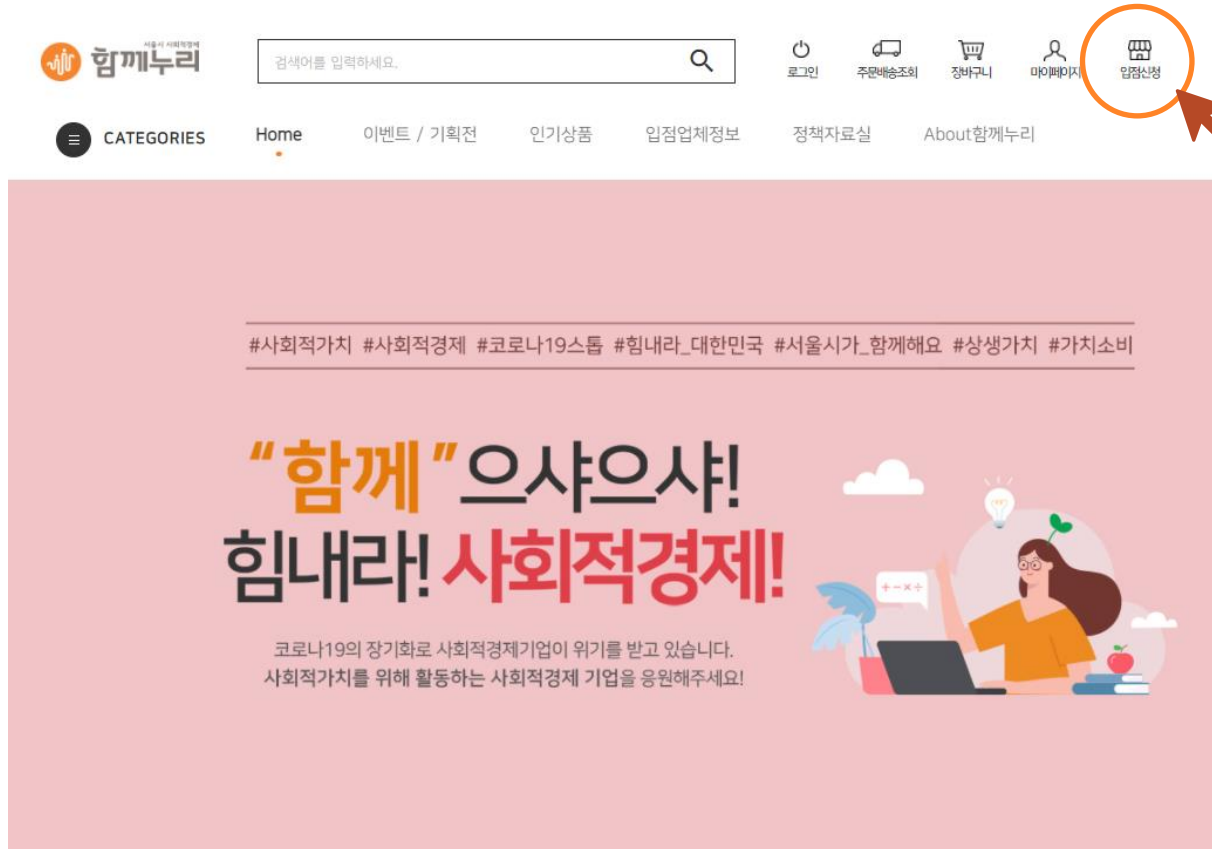 서울시 사회적경제
함께누리
검색어를 입력하세요.
로그인
주문배송조회
장바구니
마이페이지
입점신청
CATEGORIES
Home
이벤트 / 기획전
인기상품
입점업체정보
정책자료실
About함께누리
#사회적가치 #사회적경제 #코로나19스톱 #힘내라_대한민국 #서울시가_함께해요 #상생가치 #가치소비
“함께”으샤으샤!
힘내라! 사회적경제!
+-×÷
코로나19의 장기화로 사회적경제기업이 위기를 받고 있습니다.
사회적가치를 위해 활동하는 사회적경제 기업을 응원해주세요!